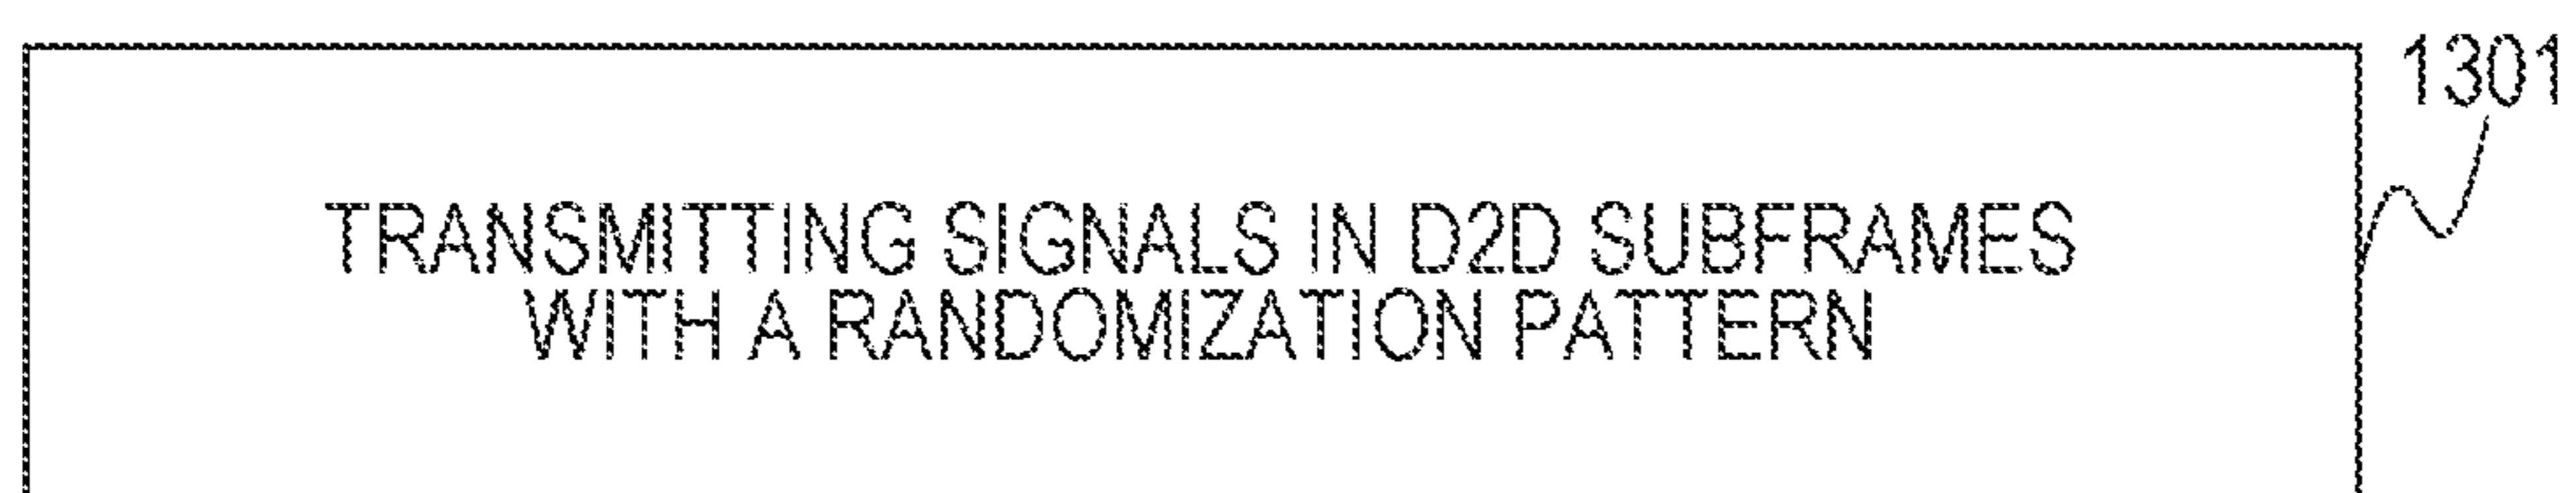 1301
TRANSMITTING SIGNALS IN D2D SUBFRAMES
WITH A RANDOMIZATION PATTERN